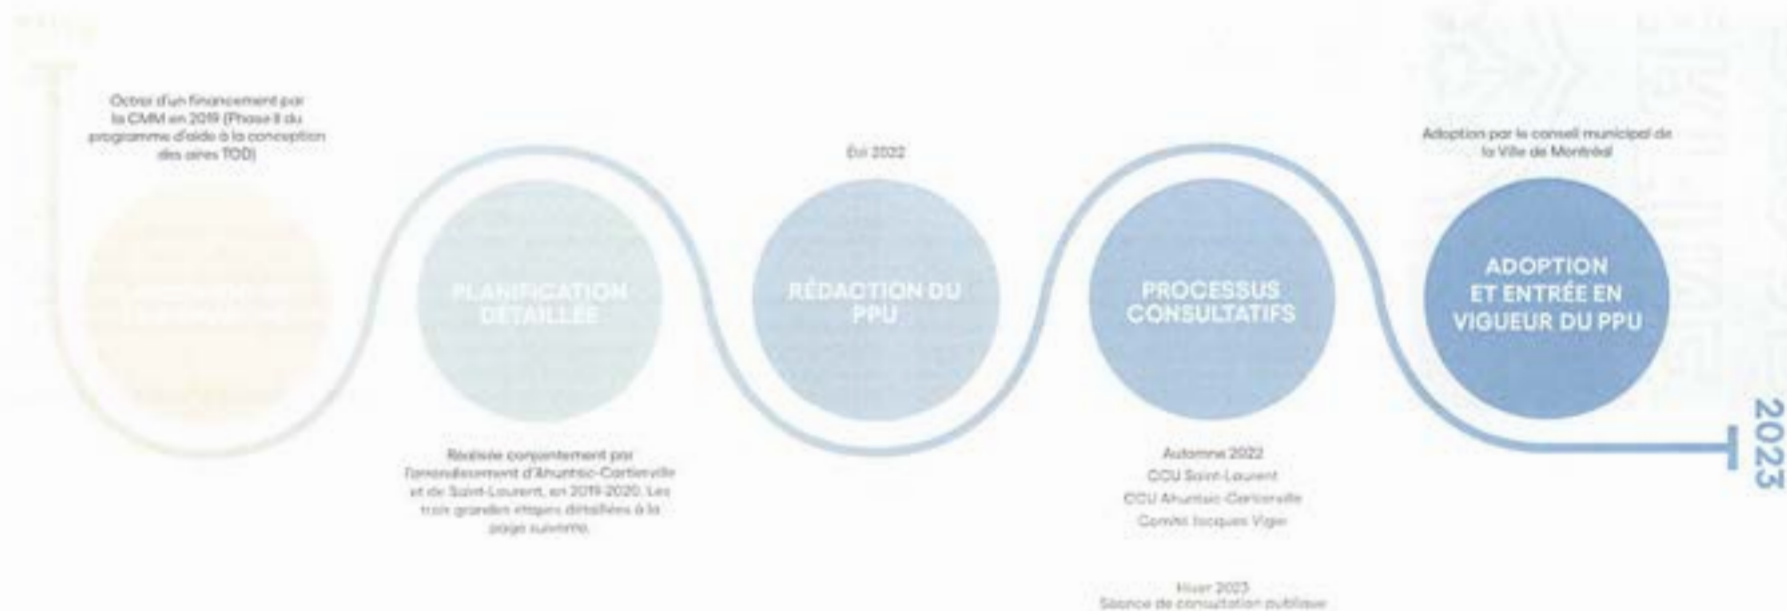 Octroi d'un financement par
la CMM en 2019 (Phase II du
programme d'aide à la conception
des aires TOD)
PLANIFICATION
DÉTAILLÉE
Réalisée conjointement par
l'arrondissement d'Ahuntsic-Cartierville
et de Saint-Laurent, en 2019-2020. Les
trois grandes étapes détaillées à la
page suivante.
Été 2022
RÉDACTION DU
PPU
PROCESSUS
CONSULTATIFS
Automne 2022
CCU Saint-Laurent
CCU Ahuntsic-Cartierville
Comité Jacques Viger
Hiver 2023
Séance de consultation publique
Adoption par le conseil municipal de
la Ville de Montréal
ADOPTION
ET ENTRÉE EN
VIGUEUR DU PPU
2023